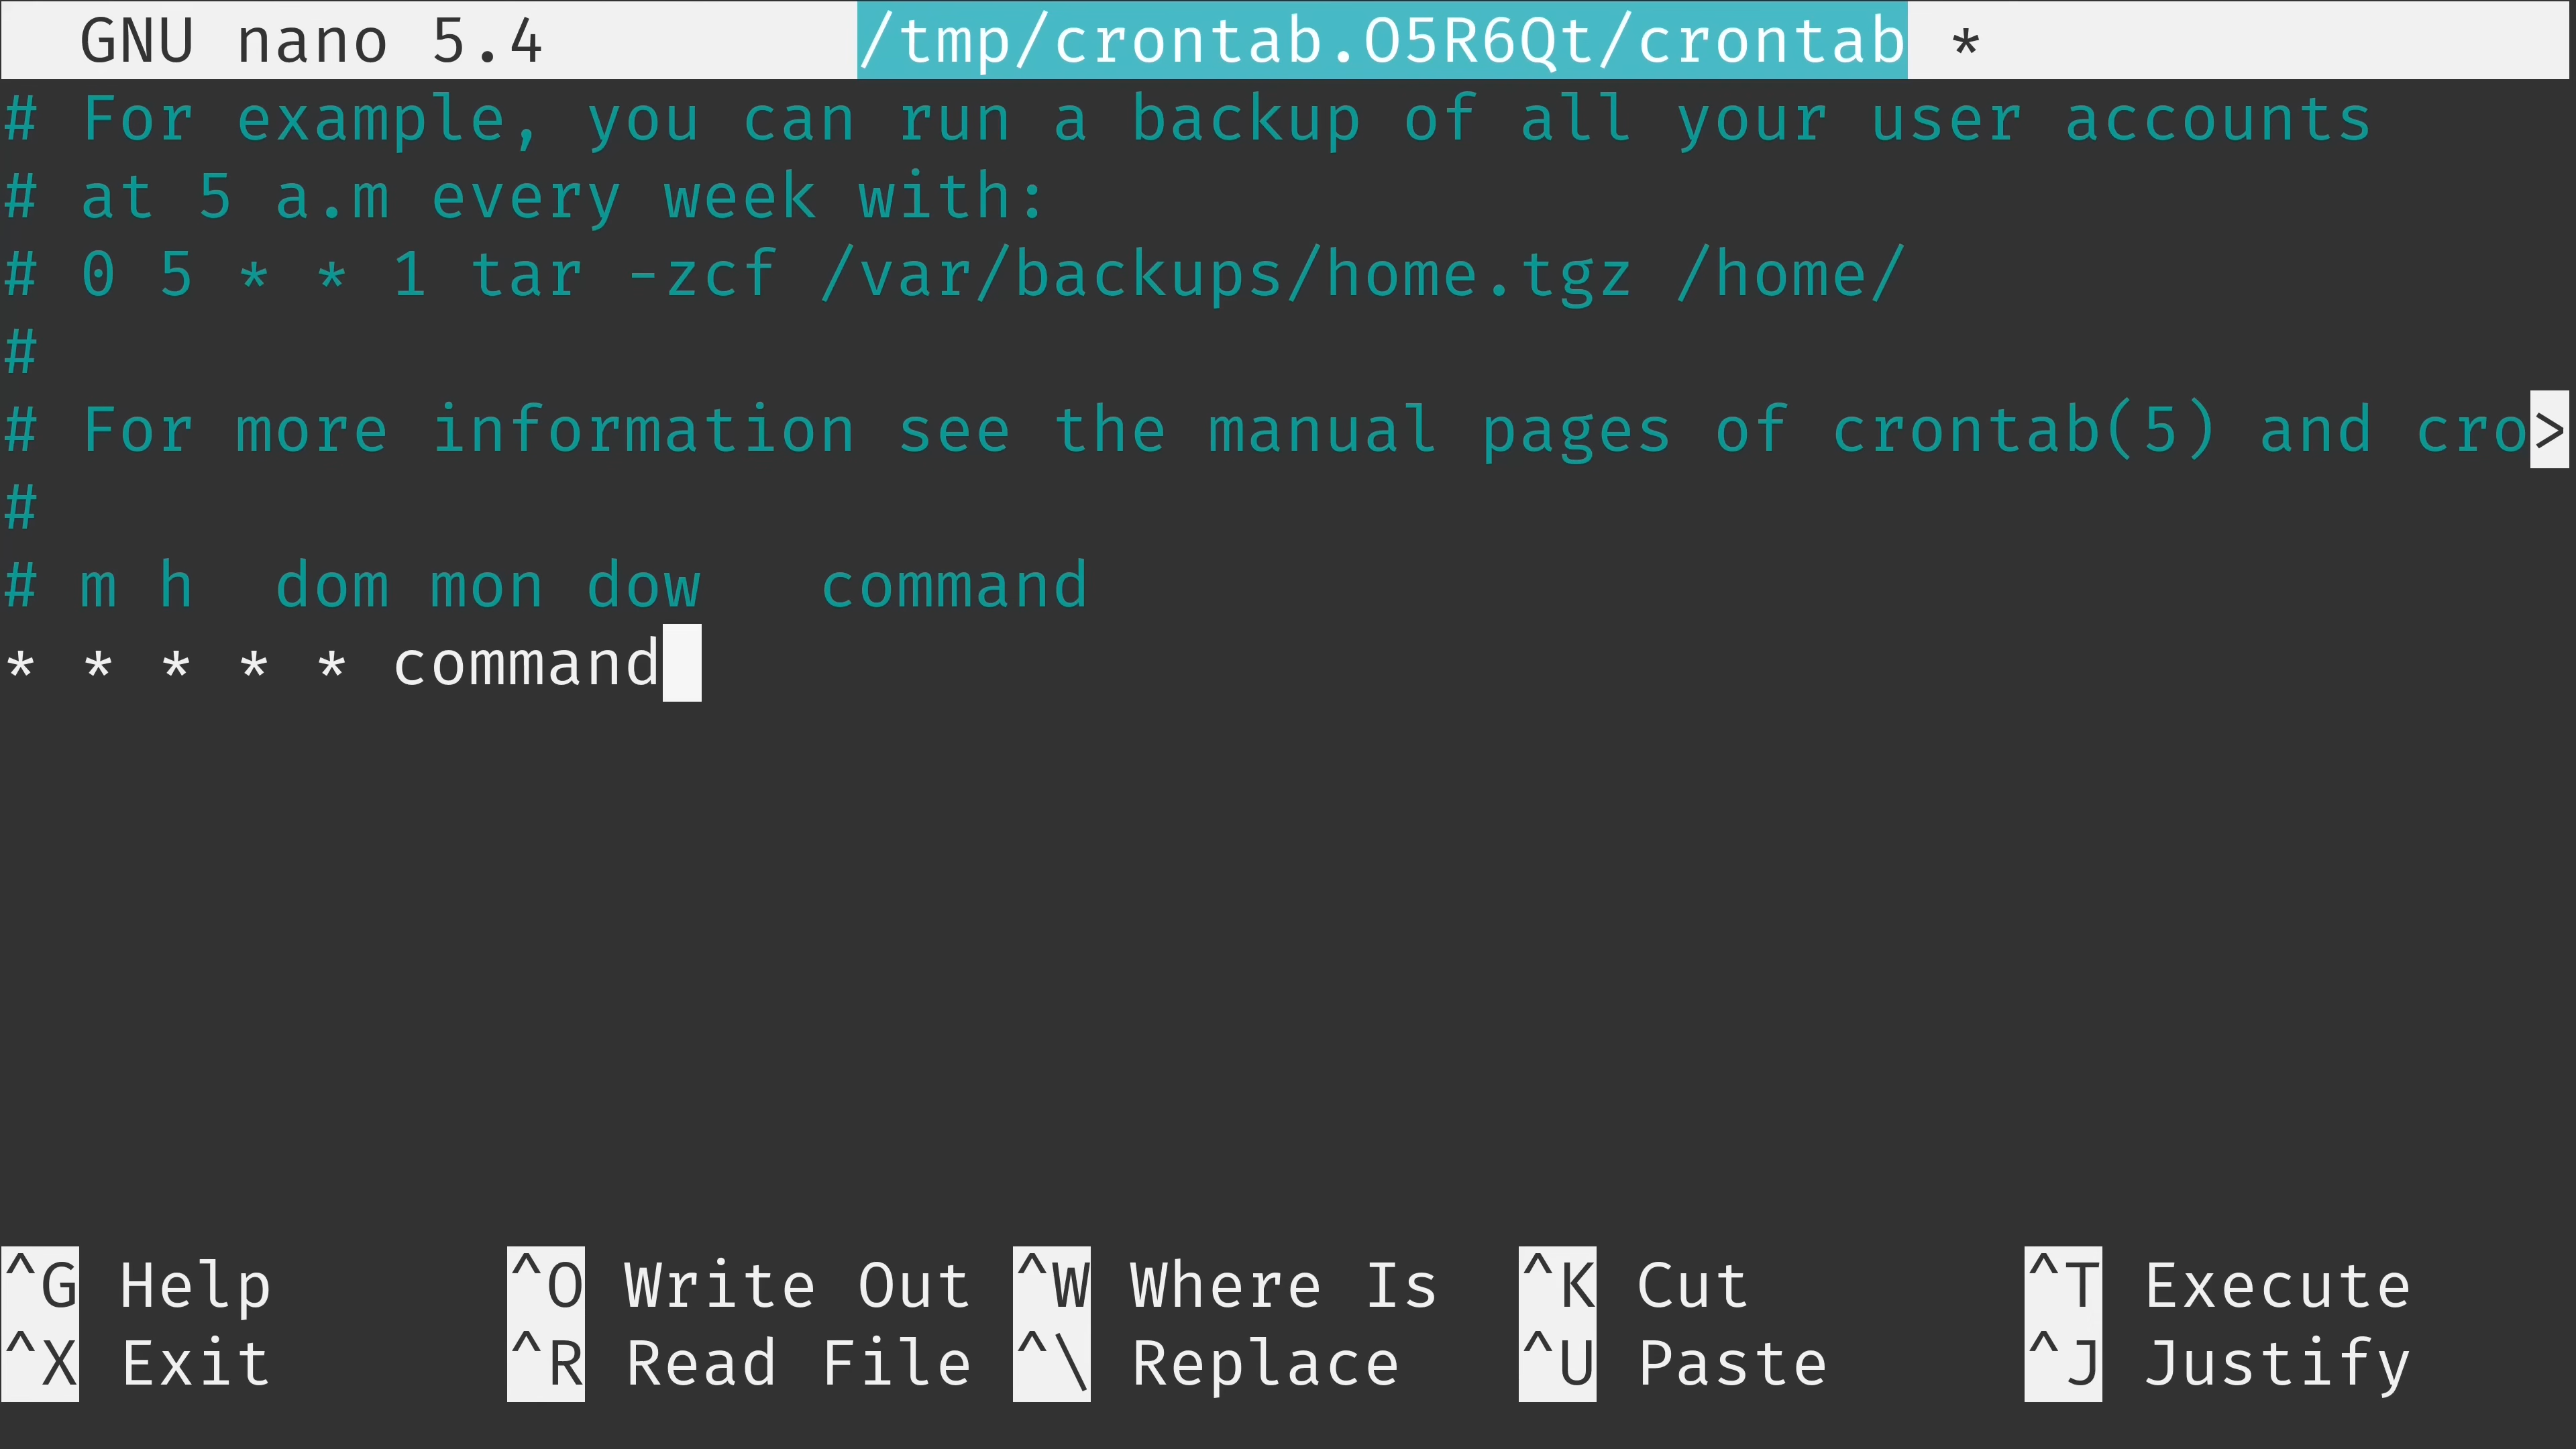 GNU nano 5.4 /tmp/crontab.O5R6Qt/crontab *
# For example, you can run a backup of all your user accounts
# at 5 a.m every week with:
# 0 5 * * 1 tar -zcf /var/backups/home.tgz /home/
#
# For more information see the manual pages of crontab(5) and cro>
#
# m h  dom mon dow   command
* * * * * command
^G Help ^O Write Out ^W Where Is ^K Cut ^T Execute
^X Exit ^R Read File ^\ Replace ^U Paste ^J Justify